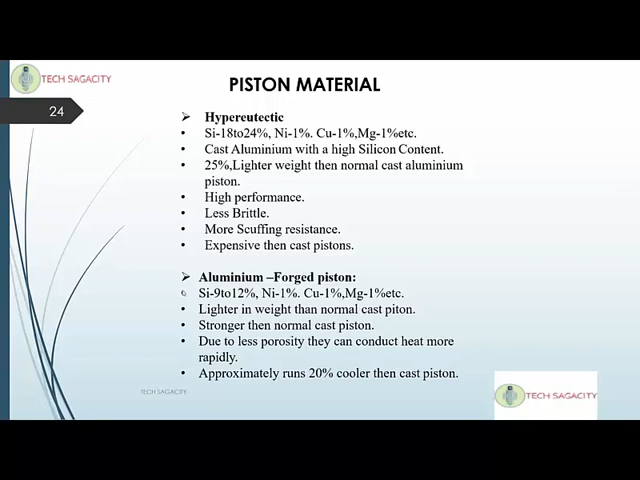 TECH SAGACITY
PISTON MATERIAL
24
➢ Hypereutectic
• Si-18to24%, Ni-1%. Cu-1%,Mg-1%etc.
• Cast Aluminium with a high Silicon Content.
• 25%,Lighter weight then normal cast aluminium
piston.
• High performance.
• Less Brittle.
• More Scuffing resistance.
• Expensive then cast pistons.
➢ Aluminium –Forged piston:
• Si-9to12%, Ni-1%. Cu-1%,Mg-1%etc.
• Lighter in weight than normal cast piton.
• Stronger then normal cast piston.
• Due to less porosity they can conduct heat more
rapidly.
• Approximately runs 20% cooler then cast piston.
TECH SAGACITY
TECH SAGACITY